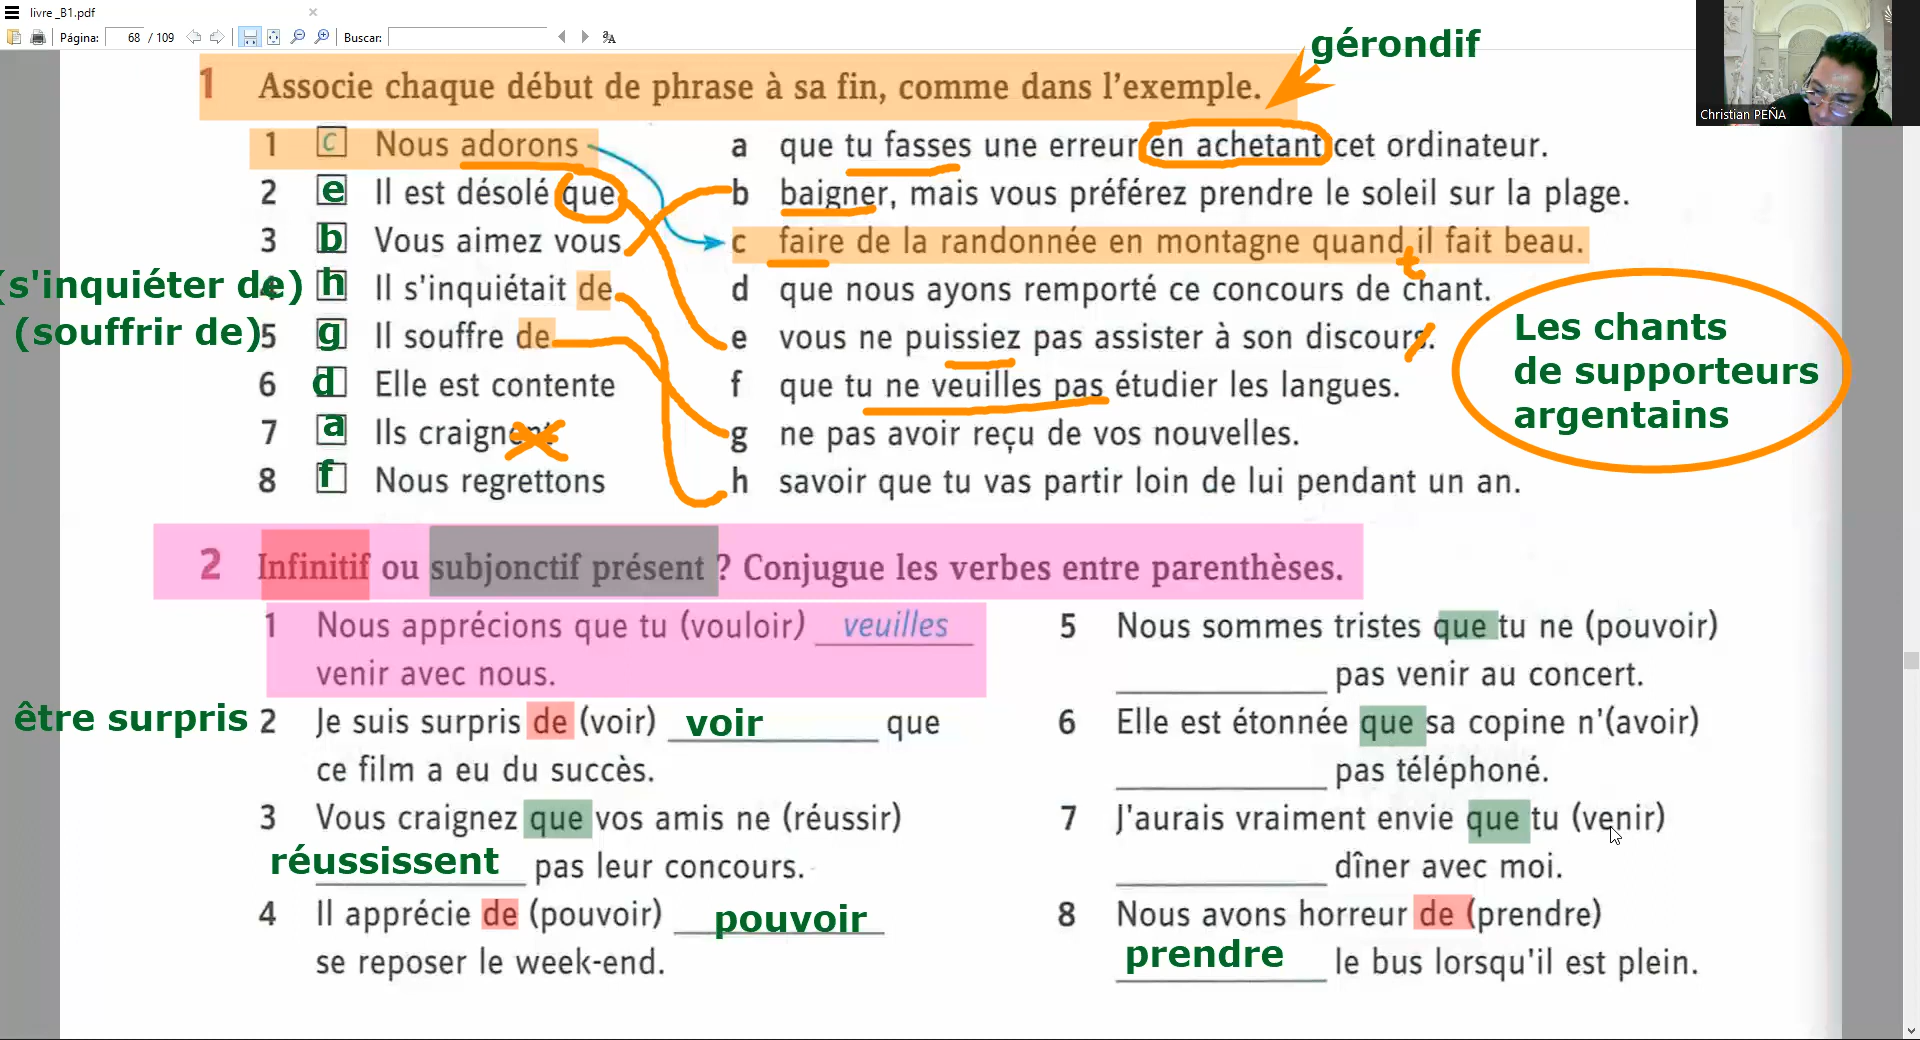 livre _B1.pdf
Página: 68 / 109 Buscar:
Christian PEÑA
gérondif
1 Associe chaque début de phrase à sa fin, comme dans l'exemple.
1 c Nous adorons
2 e Il est désolé que
3 b Vous aimez vous
(s'inquiéter de)
4 h Il s'inquiétait de
(souffrir de)
5 g Il souffre de
6 d Elle est contente
7 a Ils craignent
8 f Nous regrettons
a que tu fasses une erreur en achetant cet ordinateur.
b baigner, mais vous préférez prendre le soleil sur la plage.
c faire de la randonnée en montagne quand il fait beau.
t
d que nous ayons remporté ce concours de chant.
e vous ne puissiez pas assister à son discours.
f que tu ne veuilles pas étudier les langues.
g ne pas avoir reçu de vos nouvelles.
h savoir que tu vas partir loin de lui pendant un an.
Les chants
de supporteurs
argentains
2 Infinitif ou subjonctif présent ? Conjugue les verbes entre parenthèses.
1 Nous apprécions que tu (vouloir) veuilles
venir avec nous.
être surpris
2 Je suis surpris de (voir) voir que
ce film a eu du succès.
3 Vous craignez que vos amis ne (réussir)
réussissent pas leur concours.
4 Il apprécie de (pouvoir) pouvoir
se reposer le week-end.
5 Nous sommes tristes que tu ne (pouvoir)
pas venir au concert.
6 Elle est étonnée que sa copine n'(avoir)
pas téléphoné.
7 J'aurais vraiment envie que tu (venir)
dîner avec moi.
8 Nous avons horreur de (prendre)
prendre le bus lorsqu'il est plein.